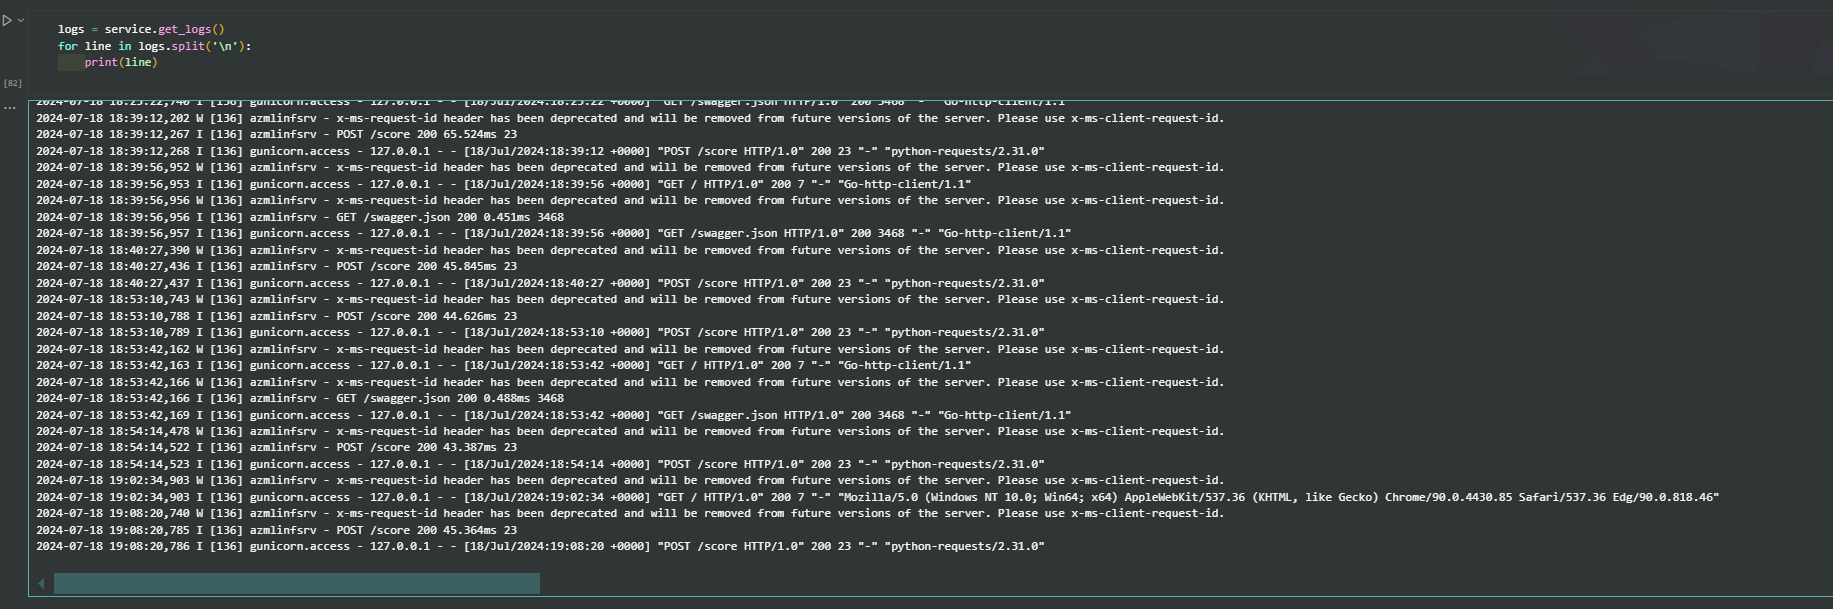 logs = service.get_logs()
for line in logs.split('\n'):
    print(line)
[82]
...
2024-07-18 18:25:22,740 I [136] gunicorn.access - 127.0.0.1 - - [18/Jul/2024:18:25:22 +0000] "GET /swagger.json HTTP/1.0" 200 3468 "-" "Go-http-client/1.1"
2024-07-18 18:39:12,202 W [136] azmlinfsrv - x-ms-request-id header has been deprecated and will be removed from future versions of the server. Please use x-ms-client-request-id.
2024-07-18 18:39:12,267 I [136] azmlinfsrv - POST /score 200 65.524ms 23
2024-07-18 18:39:12,268 I [136] gunicorn.access - 127.0.0.1 - - [18/Jul/2024:18:39:12 +0000] "POST /score HTTP/1.0" 200 23 "-" "python-requests/2.31.0"
2024-07-18 18:39:56,952 W [136] azmlinfsrv - x-ms-request-id header has been deprecated and will be removed from future versions of the server. Please use x-ms-client-request-id.
2024-07-18 18:39:56,953 I [136] gunicorn.access - 127.0.0.1 - - [18/Jul/2024:18:39:56 +0000] "GET / HTTP/1.0" 200 7 "-" "Go-http-client/1.1"
2024-07-18 18:39:56,956 W [136] azmlinfsrv - x-ms-request-id header has been deprecated and will be removed from future versions of the server. Please use x-ms-client-request-id.
2024-07-18 18:39:56,956 I [136] azmlinfsrv - GET /swagger.json 200 0.451ms 3468
2024-07-18 18:39:56,957 I [136] gunicorn.access - 127.0.0.1 - - [18/Jul/2024:18:39:56 +0000] "GET /swagger.json HTTP/1.0" 200 3468 "-" "Go-http-client/1.1"
2024-07-18 18:40:27,390 W [136] azmlinfsrv - x-ms-request-id header has been deprecated and will be removed from future versions of the server. Please use x-ms-client-request-id.
2024-07-18 18:40:27,436 I [136] azmlinfsrv - POST /score 200 45.845ms 23
2024-07-18 18:40:27,437 I [136] gunicorn.access - 127.0.0.1 - - [18/Jul/2024:18:40:27 +0000] "POST /score HTTP/1.0" 200 23 "-" "python-requests/2.31.0"
2024-07-18 18:53:10,743 W [136] azmlinfsrv - x-ms-request-id header has been deprecated and will be removed from future versions of the server. Please use x-ms-client-request-id.
2024-07-18 18:53:10,788 I [136] azmlinfsrv - POST /score 200 44.626ms 23
2024-07-18 18:53:10,789 I [136] gunicorn.access - 127.0.0.1 - - [18/Jul/2024:18:53:10 +0000] "POST /score HTTP/1.0" 200 23 "-" "python-requests/2.31.0"
2024-07-18 18:53:42,162 W [136] azmlinfsrv - x-ms-request-id header has been deprecated and will be removed from future versions of the server. Please use x-ms-client-request-id.
2024-07-18 18:53:42,163 I [136] gunicorn.access - 127.0.0.1 - - [18/Jul/2024:18:53:42 +0000] "GET / HTTP/1.0" 200 7 "-" "Go-http-client/1.1"
2024-07-18 18:53:42,166 W [136] azmlinfsrv - x-ms-request-id header has been deprecated and will be removed from future versions of the server. Please use x-ms-client-request-id.
2024-07-18 18:53:42,166 I [136] azmlinfsrv - GET /swagger.json 200 0.488ms 3468
2024-07-18 18:53:42,169 I [136] gunicorn.access - 127.0.0.1 - - [18/Jul/2024:18:53:42 +0000] "GET /swagger.json HTTP/1.0" 200 3468 "-" "Go-http-client/1.1"
2024-07-18 18:54:14,478 W [136] azmlinfsrv - x-ms-request-id header has been deprecated and will be removed from future versions of the server. Please use x-ms-client-request-id.
2024-07-18 18:54:14,522 I [136] azmlinfsrv - POST /score 200 43.387ms 23
2024-07-18 18:54:14,523 I [136] gunicorn.access - 127.0.0.1 - - [18/Jul/2024:18:54:14 +0000] "POST /score HTTP/1.0" 200 23 "-" "python-requests/2.31.0"
2024-07-18 19:02:34,903 W [136] azmlinfsrv - x-ms-request-id header has been deprecated and will be removed from future versions of the server. Please use x-ms-client-request-id.
2024-07-18 19:02:34,903 I [136] gunicorn.access - 127.0.0.1 - - [18/Jul/2024:19:02:34 +0000] "GET / HTTP/1.0" 200 7 "-" "Mozilla/5.0 (Windows NT 10.0; Win64; x64) AppleWebKit/537.36 (KHTML, like Gecko) Chrome/90.0.4430.85 Safari/537.36 Edg/90.0.818.46"
2024-07-18 19:08:20,740 W [136] azmlinfsrv - x-ms-request-id header has been deprecated and will be removed from future versions of the server. Please use x-ms-client-request-id.
2024-07-18 19:08:20,785 I [136] azmlinfsrv - POST /score 200 45.364ms 23
2024-07-18 19:08:20,786 I [136] gunicorn.access - 127.0.0.1 - - [18/Jul/2024:19:08:20 +0000] "POST /score HTTP/1.0" 200 23 "-" "python-requests/2.31.0"